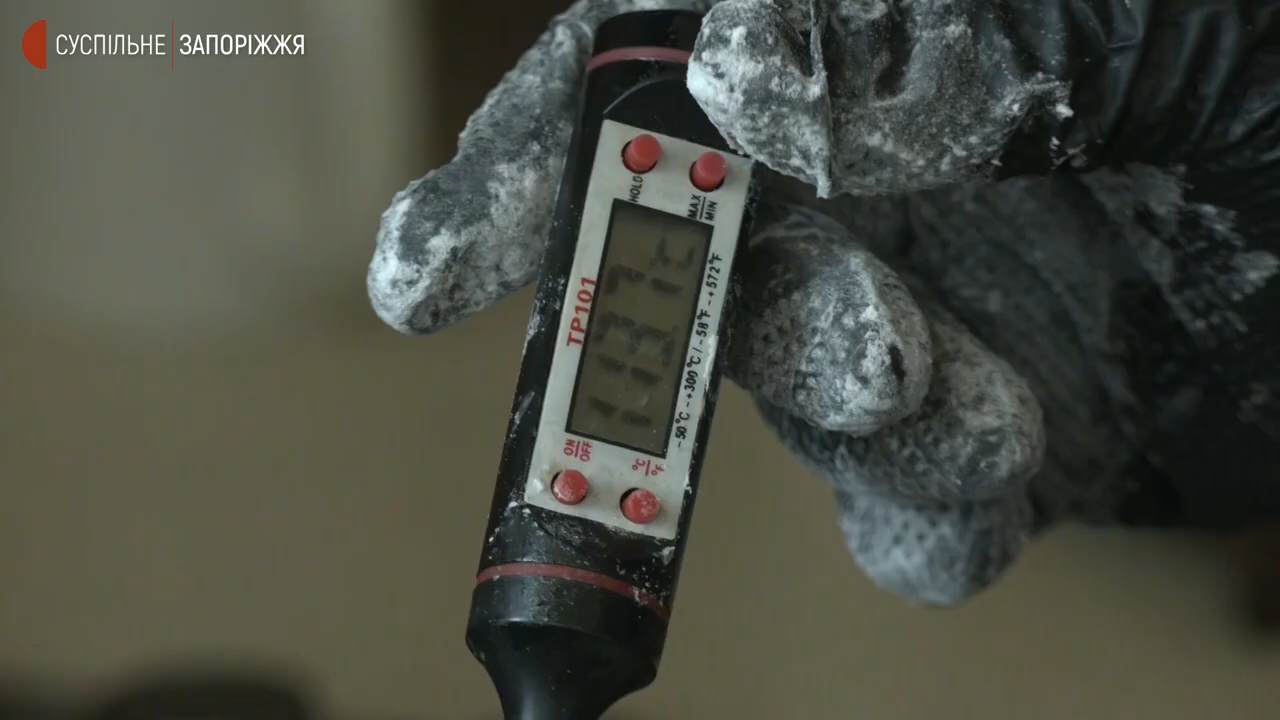 СУСПІЛЬНЕ ЗАПОРІЖЖЯ
HOLD
MAX
MIN
TP101
-50°C-+300°C/-58°F-+572°F
ON
OFF
°C
°F